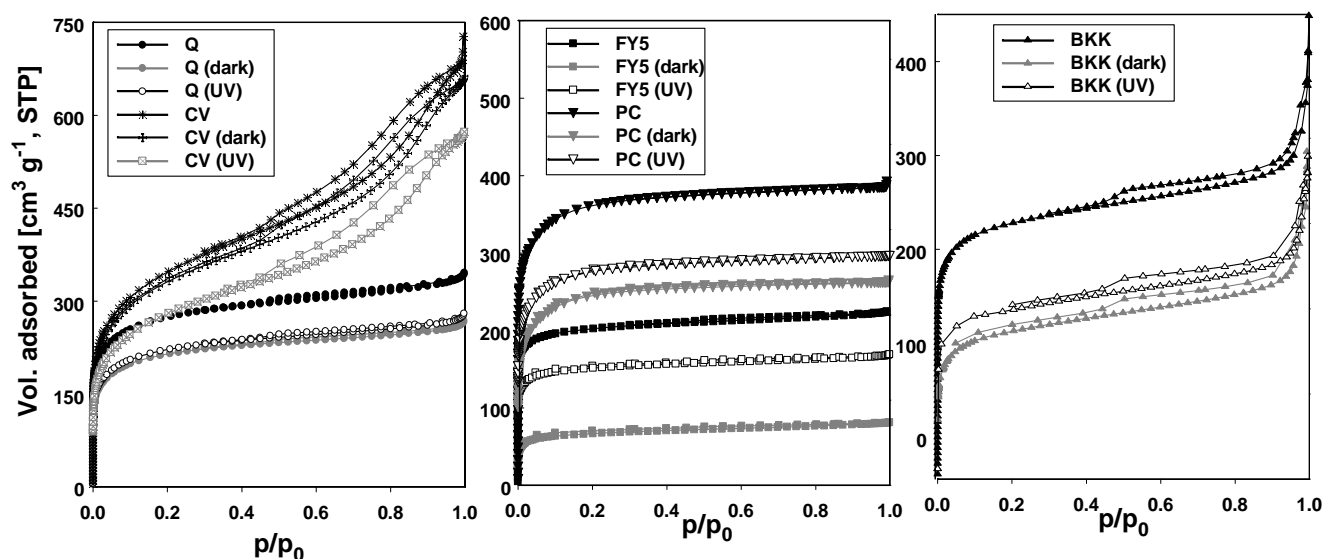 Vol. adsorbed [cm³ g⁻¹, STP]
750
600
450
300
150
0
0.0 0.2 0.4 0.6 0.8 1.0
p/p₀
Q
Q (dark)
Q (UV)
CV
CV (dark)
CV (UV)
600
500
400
300
200
100
0
0.0 0.2 0.4 0.6 0.8 1.0
p/p₀
FY5
FY5 (dark)
FY5 (UV)
PC
PC (dark)
PC (UV)
400
300
200
100
0
0.0 0.2 0.4 0.6 0.8 1.0
p/p₀
BKK
BKK (dark)
BKK (UV)